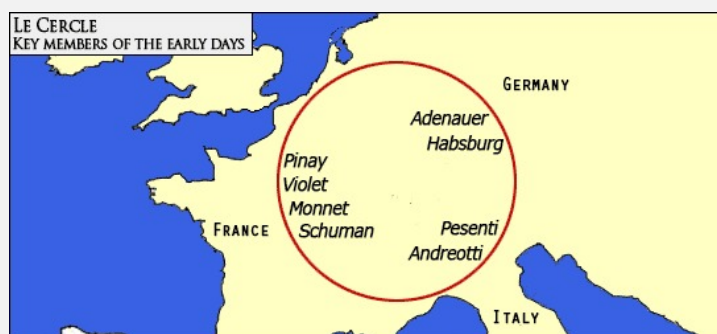 LE CERCLE
KEY MEMBERS OF THE EARLY DAYS
GERMANY
Adenauer
Habsburg
Pinay
Violet
Monnet
Schuman
FRANCE
Pesenti
Andreotti
ITALY